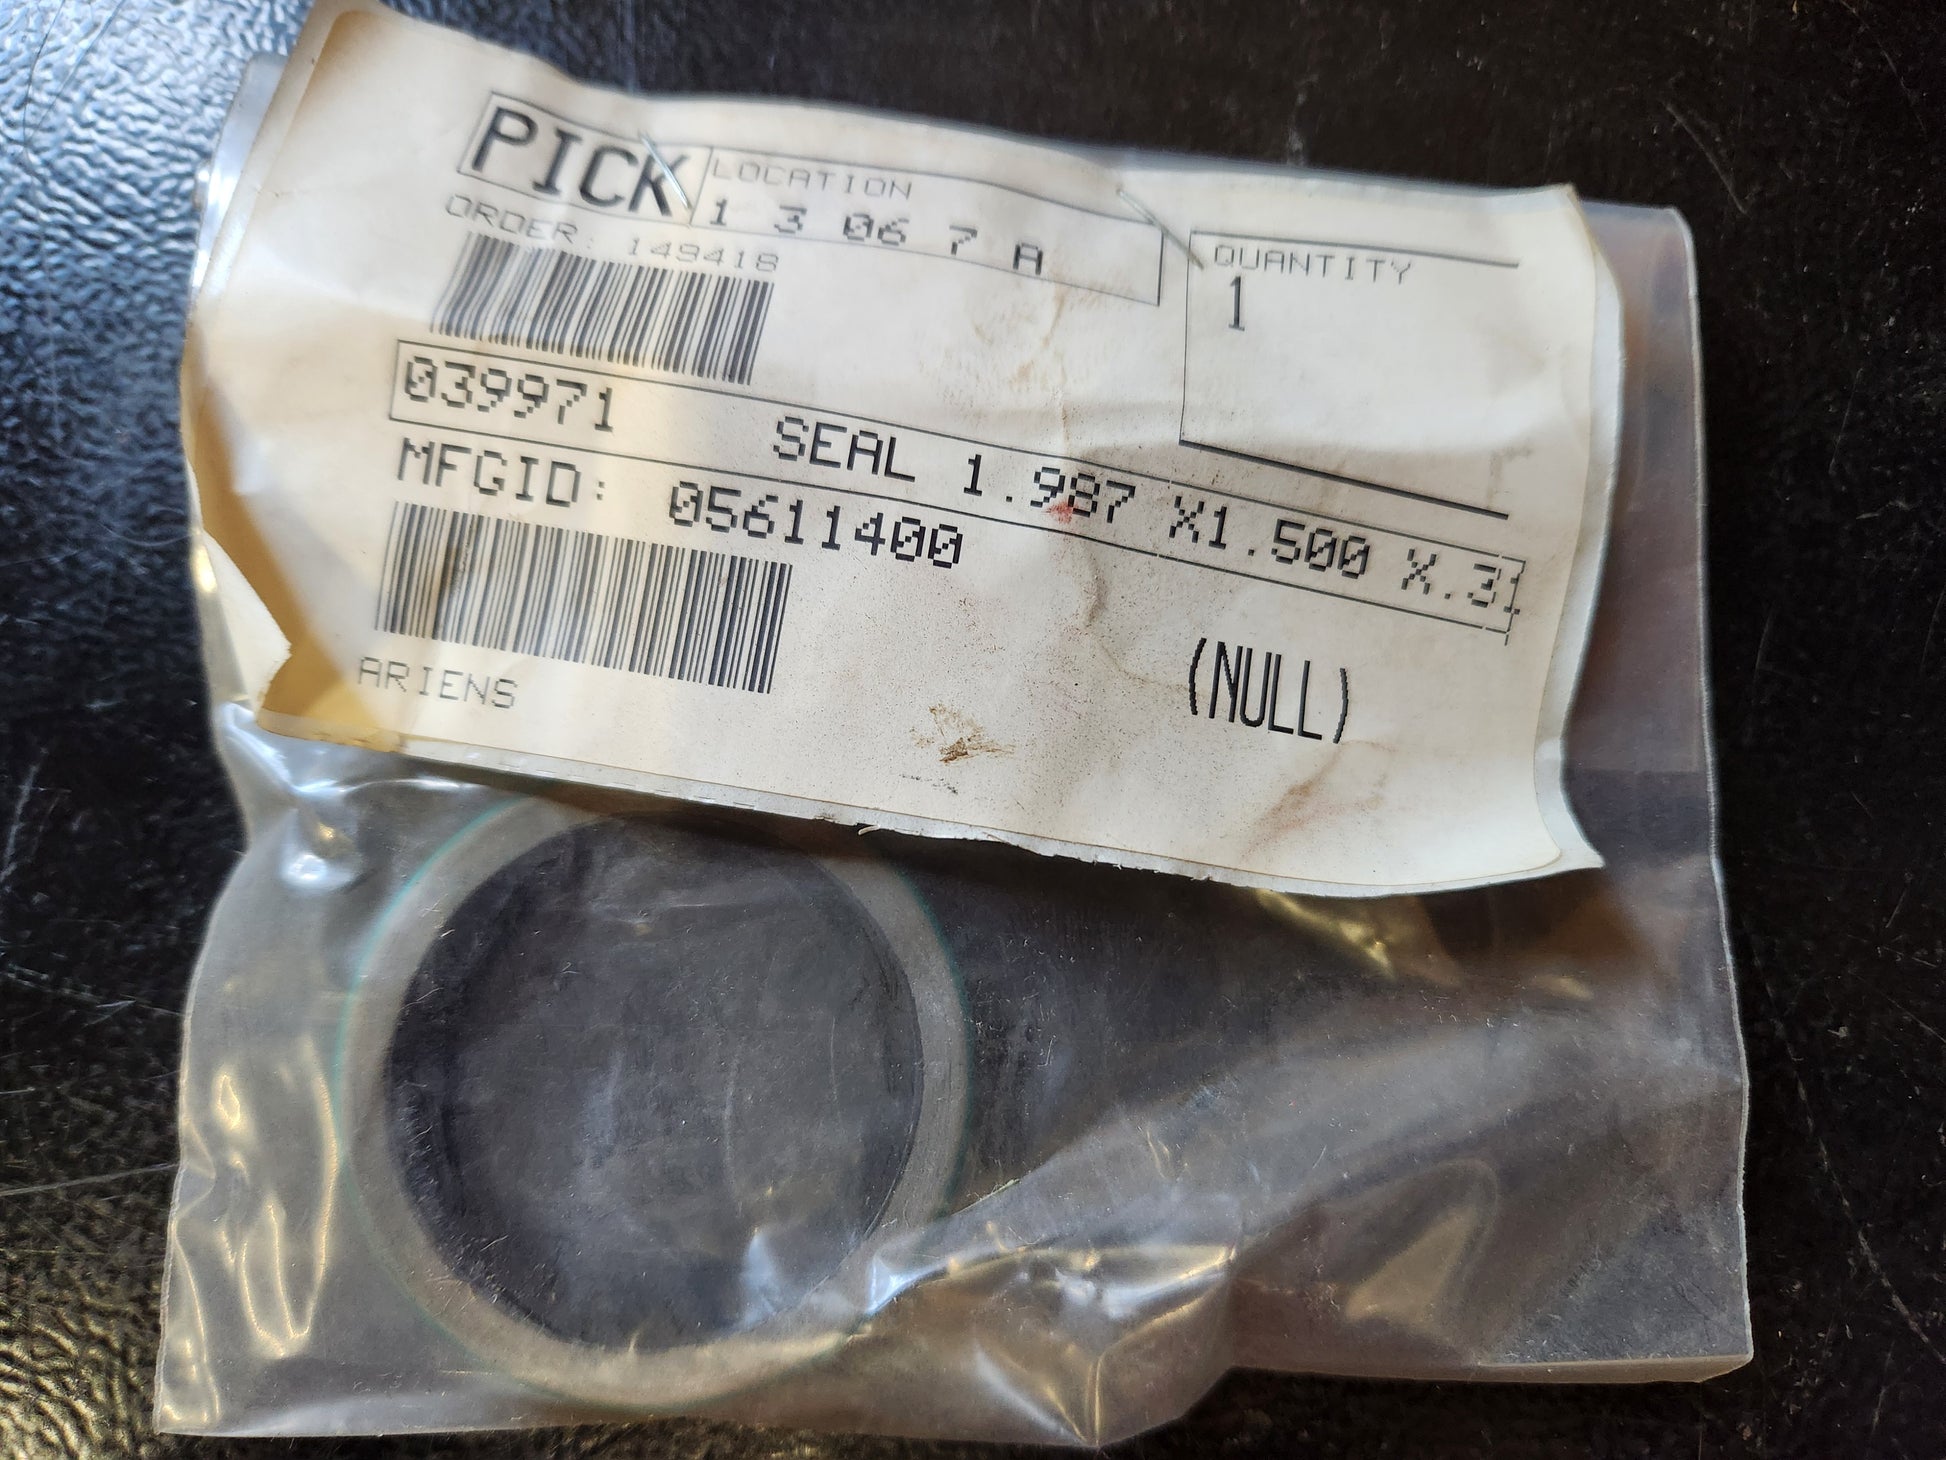 PICK LOCATION
1 3 06 7 A
QUANTITY
1
ORDER: 149418
039971 SEAL 1.987 X1.500 X.31
MFGID: 05611400
(NULL)
ARIENS